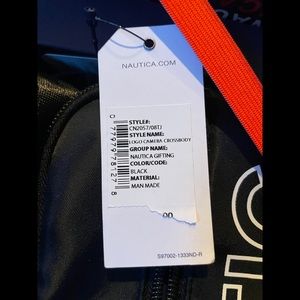 NAUTICA.COM
STYLE#:
CN2057/08TJ
STYLE NAME:
LOGO CAMERA CROSSBODY
GROUP NAME:
NAUTICA GIFTING
COLOR/CODE:
BLACK
MATERIAL:
MAN MADE
S97002-1333ND-R